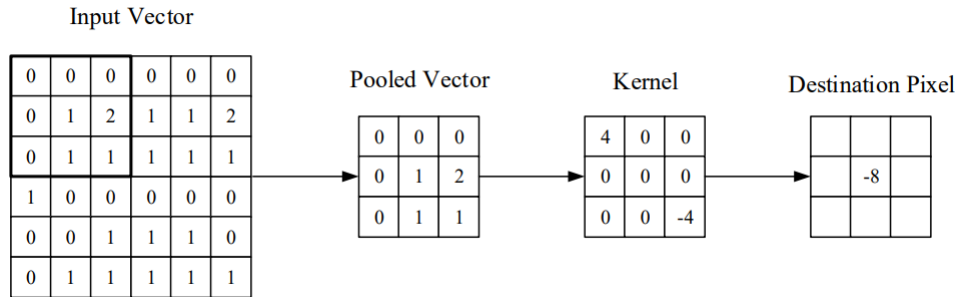 Input Vector
0 0 0 0 0 0
0 1 2 1 1 2
0 1 1 1 1 1
1 0 0 0 0 0
0 0 1 1 1 0
0 1 1 1 1 1
Pooled Vector
0 0 0
0 1 2
0 1 1
Kernel
4 0 0
0 0 0
0 0 -4
Destination Pixel
-8